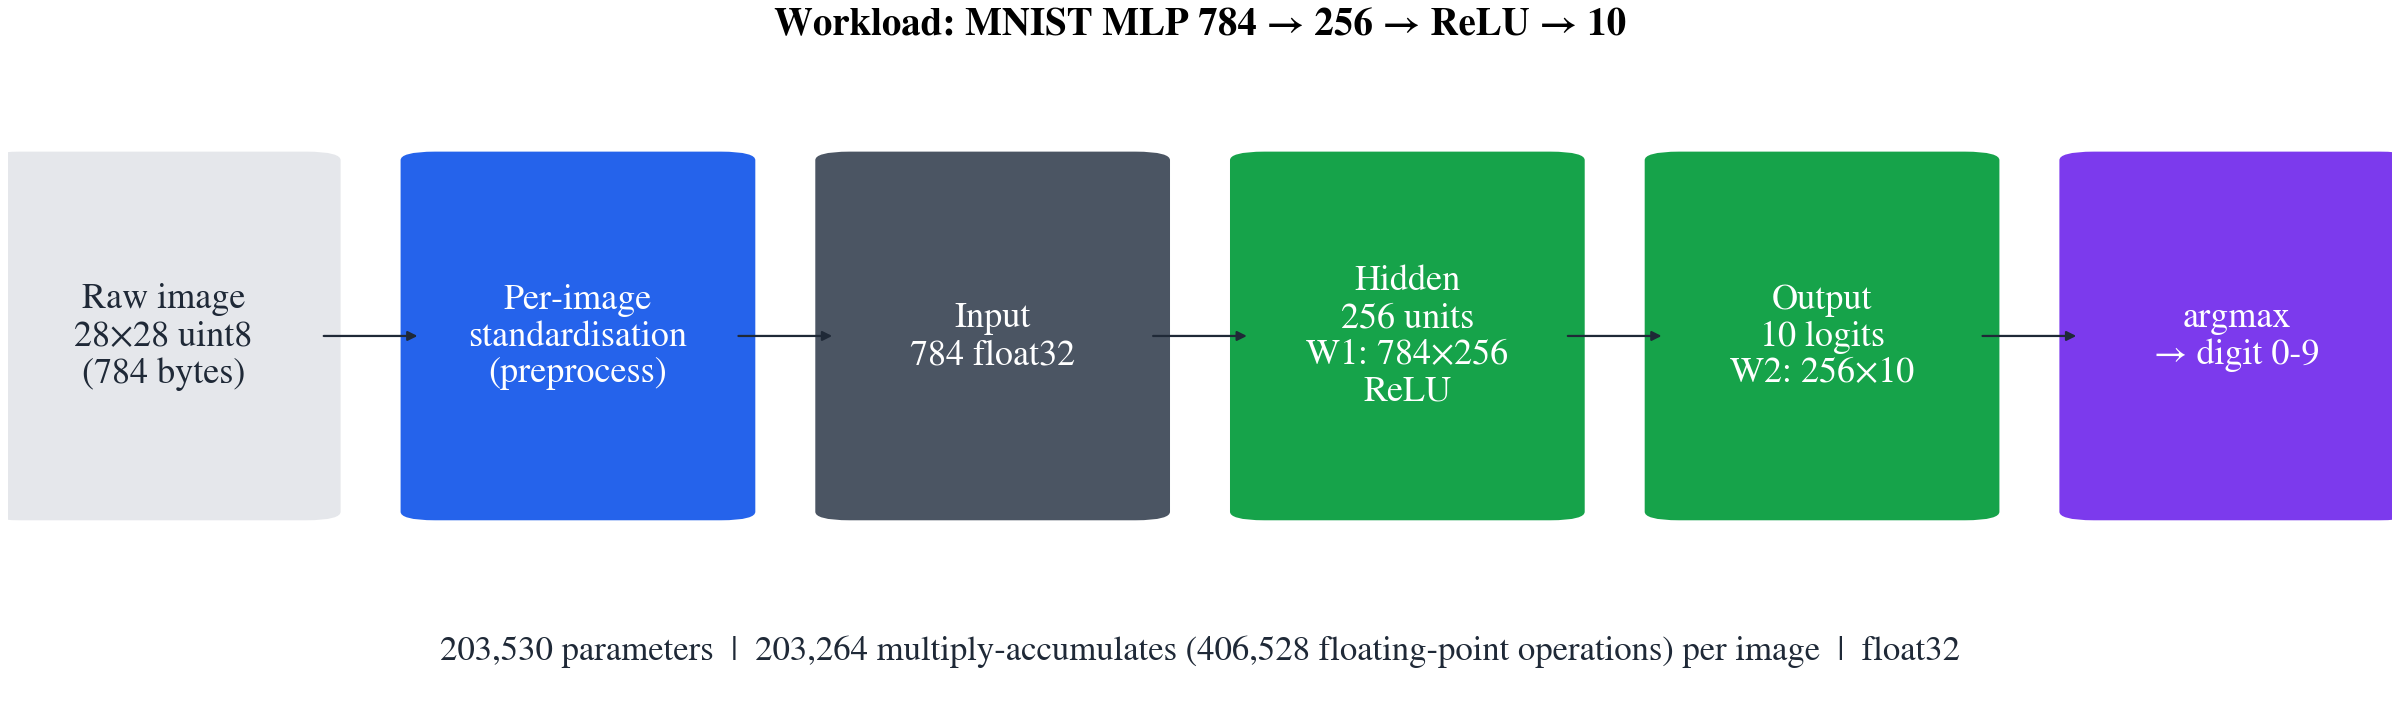 Workload: MNIST MLP 784 → 256 → ReLU → 10
Raw image
28×28 uint8
(784 bytes)
Per-image
standardisation
(preprocess)
Input
784 float32
Hidden
256 units
W1: 784×256
ReLU
Output
10 logits
W2: 256×10
argmax
→ digit 0-9
203,530 parameters | 203,264 multiply-accumulates (406,528 floating-point operations) per image | float32